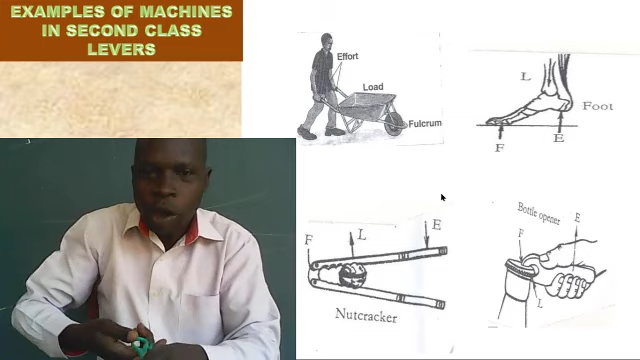 EXAMPLES OF MACHINES
IN SECOND CLASS
LEVERS
Effort
Load
Fulcrum
L
Foot
F
E
F
L
E
Nutcracker
Bottle opener
E
F
L